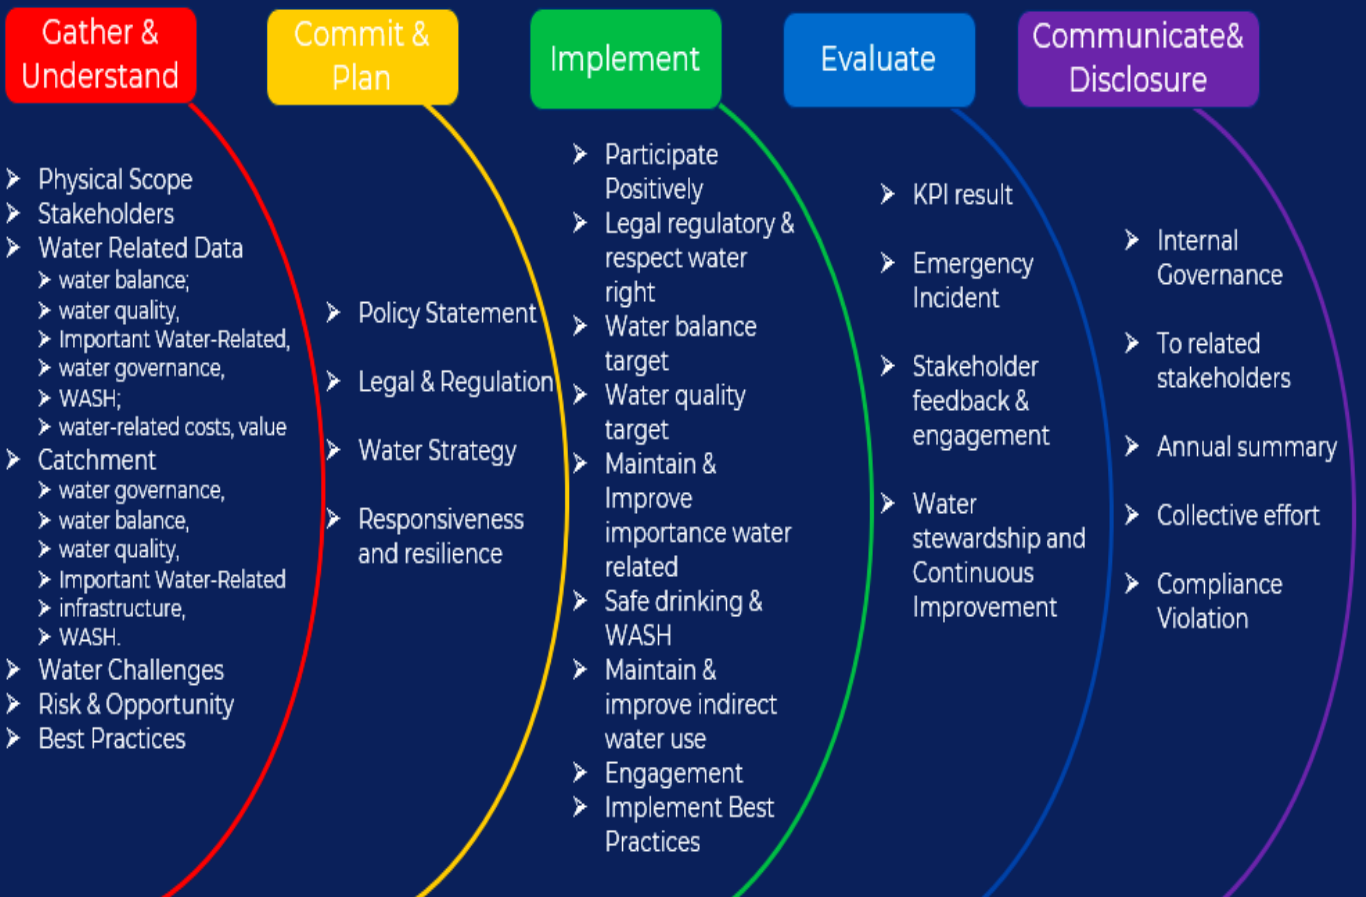 Gather &
Understand
Physical Scope
Stakeholders
Water Related Data
water balance;
water quality,
Important Water-Related,
water governance,
WASH;
water-related costs, value
Catchment
water governance,
water balance,
water quality,
Important Water-Related
infrastructure,
WASH.
Water Challenges
Risk & Opportunity
Best Practices
Commit &
Plan
Policy Statement
Legal & Regulation
Water Strategy
Responsiveness
and resilience
Implement
Participate
Positively
Legal regulatory &
respect water
right
Water balance
target
Water quality
target
Maintain &
Improve
importance water
related
Safe drinking &
WASH
Maintain &
improve indirect
water use
Engagement
Implement Best
Practices
Evaluate
KPI result
Emergency
Incident
Stakeholder
feedback &
engagement
Water
stewardship and
Continuous
Improvement
Communicate&
Disclosure
Internal
Governance
To related
stakeholders
Annual summary
Collective effort
Compliance
Violation